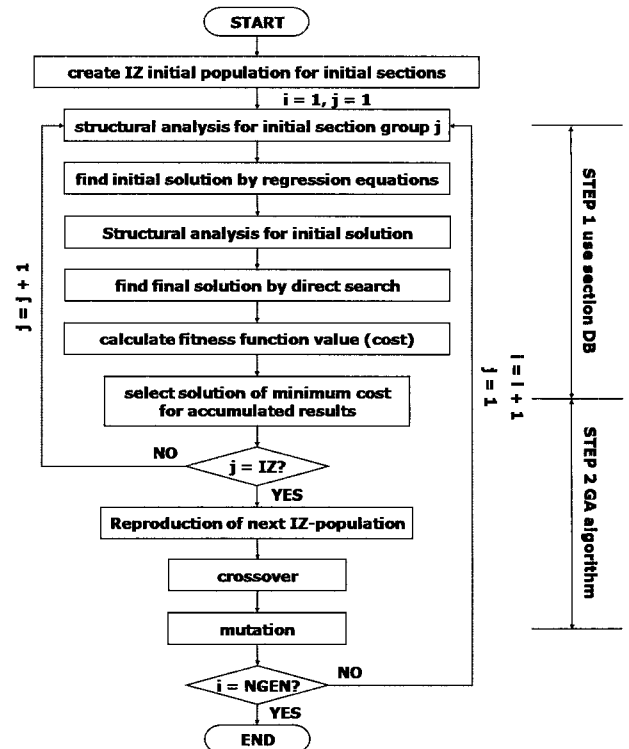 START
create IZ initial population for initial sections
i = 1, j = 1
structural analysis for initial section group j
find initial solution by regression equations
Structural analysis for initial solution
find final solution by direct search
calculate fitness function value (cost)
select solution of minimum cost
for accumulated results
NO
j = IZ?
YES
Reproduction of next IZ-population
crossover
mutation
NO
i = NGEN?
YES
END
j = j + 1
i = i + 1
j = 1
STEP 1 use section DB
STEP 2 GA algorithm